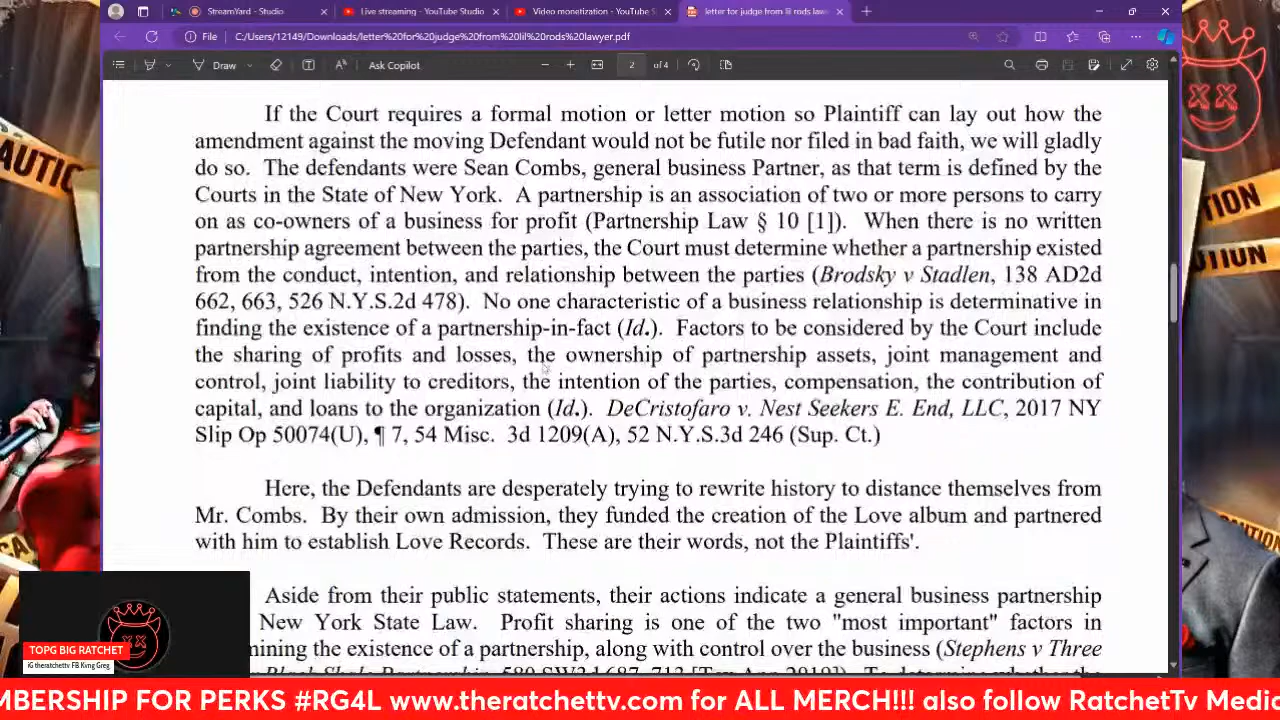 StreamYard - Studio
Live streaming - YouTube Studio
Video monetization - YouTube S
letter for judge from lil rods law
File C:/Users/12149/Downloads/letter%20for%20judge%20from%20lil%20rods%20lawyer.pdf
Draw
Ask Copilot
2 of 4
If the Court requires a formal motion or letter motion so Plaintiff can lay out how the
amendment against the moving Defendant would not be futile nor filed in bad faith, we will gladly
do so. The defendants were Sean Combs, general business Partner, as that term is defined by the
Courts in the State of New York. A partnership is an association of two or more persons to carry
on as co-owners of a business for profit (Partnership Law § 10 [1]). When there is no written
partnership agreement between the parties, the Court must determine whether a partnership existed
from the conduct, intention, and relationship between the parties (Brodsky v Stadlen, 138 AD2d
662, 663, 526 N.Y.S.2d 478). No one characteristic of a business relationship is determinative in
finding the existence of a partnership-in-fact (Id.). Factors to be considered by the Court include
the sharing of profits and losses, the ownership of partnership assets, joint management and
control, joint liability to creditors, the intention of the parties, compensation, the contribution of
capital, and loans to the organization (Id.). DeCristofaro v. Nest Seekers E. End, LLC, 2017 NY
Slip Op 50074(U), ¶ 7, 54 Misc. 3d 1209(A), 52 N.Y.S.3d 246 (Sup. Ct.)
Here, the Defendants are desperately trying to rewrite history to distance themselves from
Mr. Combs. By their own admission, they funded the creation of the Love album and partnered
with him to establish Love Records. These are their words, not the Plaintiffs'.
Aside from their public statements, their actions indicate a general business partnership
New York State Law. Profit sharing is one of the two "most important" factors in
mining the existence of a partnership, along with control over the business (Stephens v Three
CAUTION
TION
UTION
TOPG BIG RATCHET
IG theratchettv FB King Greg
MBERSHIP FOR PERKS #RG4L www.theratchettv.com for ALL MERCH!!! also follow RatchetTv Media